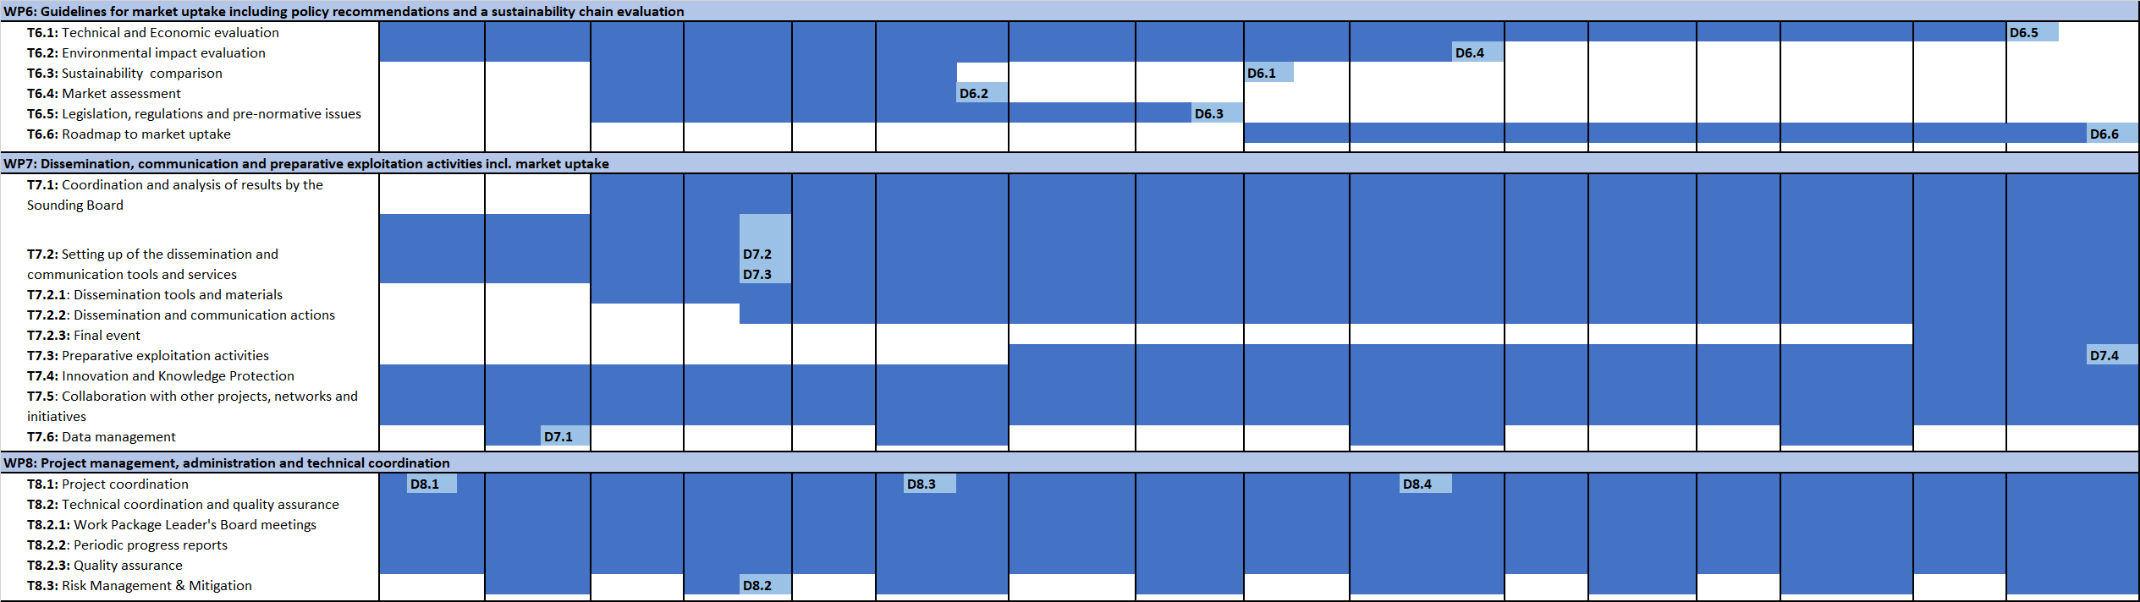 WP6: Guidelines for market uptake including policy recommendations and a sustainability chain evaluation
T6.1: Technical and Economic evaluation D6.5
T6.2: Environmental impact evaluation D6.4
T6.3: Sustainability comparison D6.1
T6.4: Market assessment D6.2
T6.5: Legislation, regulations and pre-normative issues D6.3
T6.6: Roadmap to market uptake D6.6
WP7: Dissemination, communication and preparative exploitation activities incl. market uptake
T7.1: Coordination and analysis of results by the
Sounding Board
T7.2: Setting up of the dissemination and D7.2
communication tools and services D7.3
T7.2.1: Dissemination tools and materials
T7.2.2: Dissemination and communication actions
T7.2.3: Final event
T7.3: Preparative exploitation activities D7.4
T7.4: Innovation and Knowledge Protection
T7.5: Collaboration with other projects, networks and
initiatives
T7.6: Data management D7.1
WP8: Project management, administration and technical coordination
T8.1: Project coordination D8.1 D8.3 D8.4
T8.2: Technical coordination and quality assurance
T8.2.1: Work Package Leader's Board meetings
T8.2.2: Periodic progress reports
T8.2.3: Quality assurance
T8.3: Risk Management & Mitigation D8.2